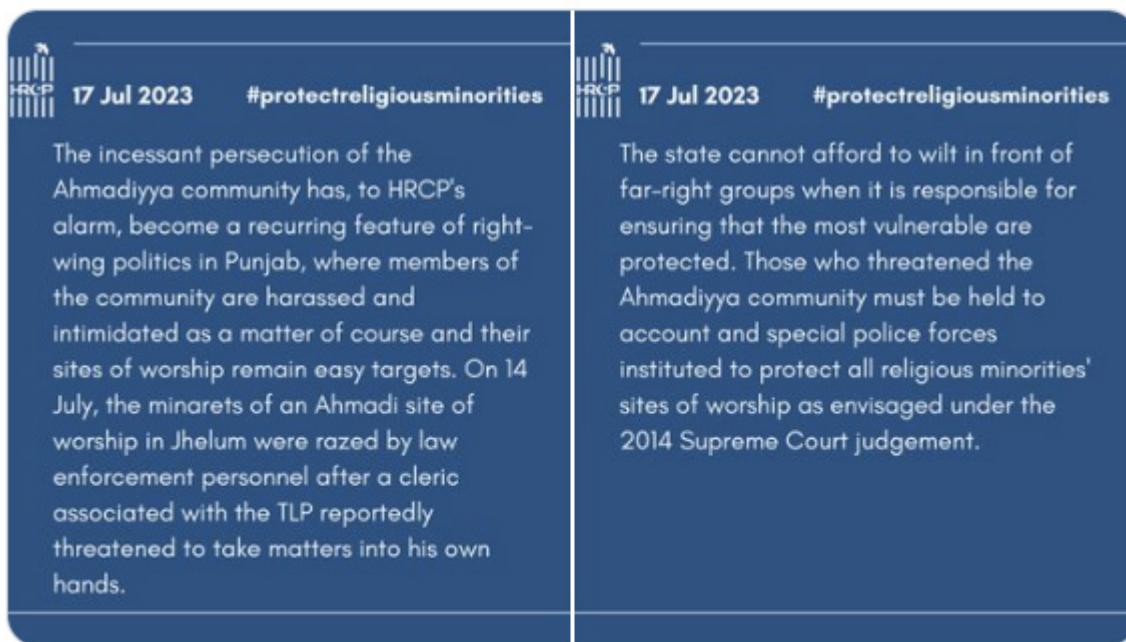 HRCP
17 Jul 2023 #protectreligiousminorities
The incessant persecution of the
Ahmadiyya community has, to HRCP's
alarm, become a recurring feature of right-
wing politics in Punjab, where members of
the community are harassed and
intimidated as a matter of course and their
sites of worship remain easy targets. On 14
July, the minarets of an Ahmadi site of
worship in Jhelum were razed by law
enforcement personnel after a cleric
associated with the TLP reportedly
threatened to take matters into his own
hands.
HRCP
17 Jul 2023 #protectreligiousminorities
The state cannot afford to wilt in front of
far-right groups when it is responsible for
ensuring that the most vulnerable are
protected. Those who threatened the
Ahmadiyya community must be held to
account and special police forces
instituted to protect all religious minorities'
sites of worship as envisaged under the
2014 Supreme Court judgement.